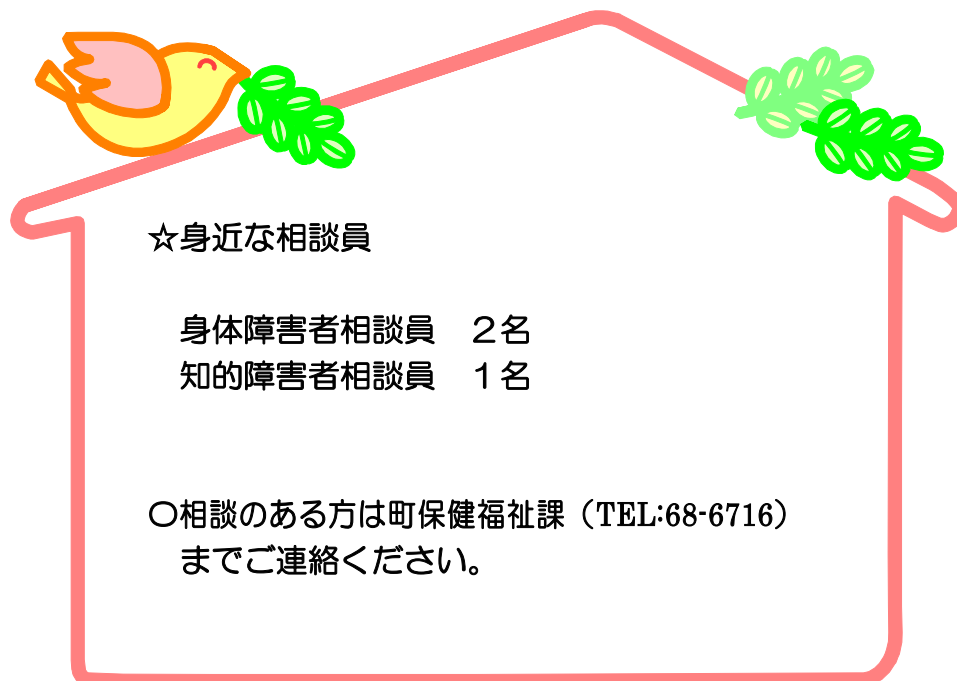 ☆身近な相談員
身体障害者相談員　２名
知的障害者相談員　１名
〇相談のある方は町保健福祉課（TEL:68-6716）
までご連絡ください。